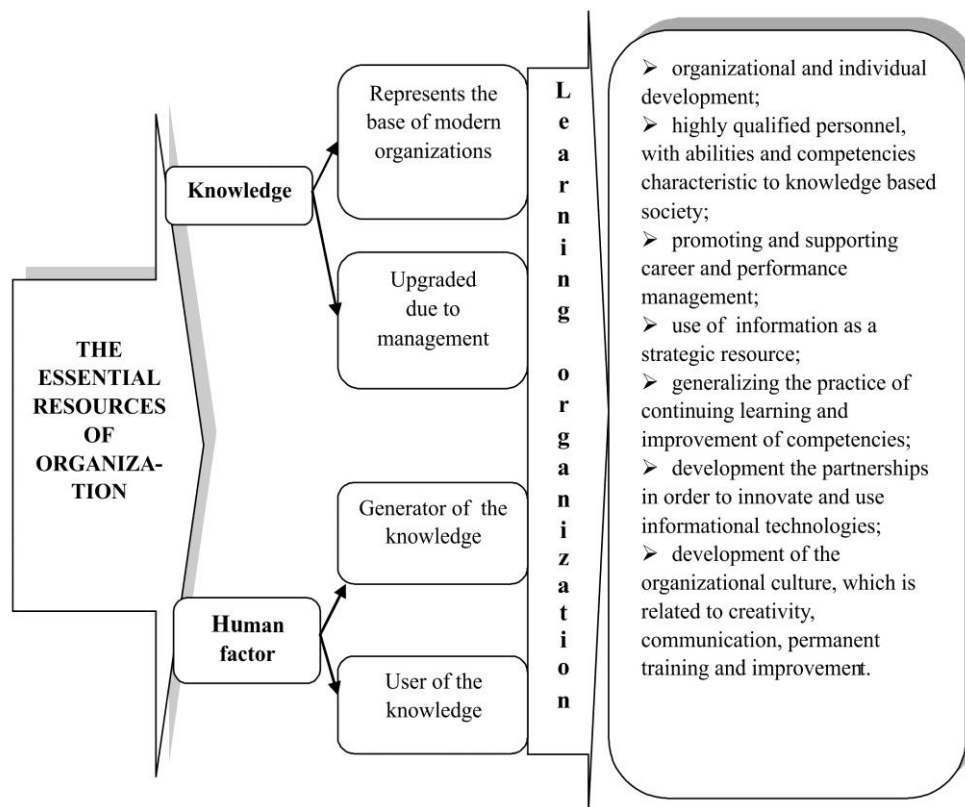 THE
ESSENTIAL
RESOURCES
OF
ORGANIZA-
TION
Knowledge
Represents the
base of modern
organizations
Upgraded
due to
management
Human
factor
Generator of the
knowledge
User of the
knowledge
Learning organization
➢ organizational and individual
development;
➢ highly qualified personnel,
with abilities and competencies
characteristic to knowledge based
society;
➢ promoting and supporting
career and performance
management;
➢ use of information as a
strategic resource;
➢ generalizing the practice of
continuing learning and
improvement of competencies;
➢ development the partnerships
in order to innovate and use
informational technologies;
➢ development of the
organizational culture, which is
related to creativity,
communication, permanent
training and improvement.